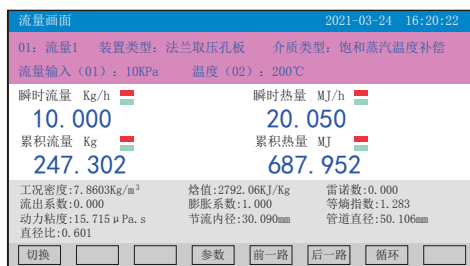 流量画面 2021-03-24 16:20:22
01：流量1 装置类型：法兰取压孔板 介质类型：饱和蒸汽温度补偿
流量输入（01）：10KPa 温度（02）：200℃
瞬时流量 Kg/h 瞬时热量 MJ/h
10.000 20.050
累积流量 Kg 累积热量 MJ
247.302 687.952
工况密度:7.8603Kg/m³ 焓值:2792.06KJ/Kg 雷诺数:0.000
流出系数:0.000 膨胀系数:1.000 等熵指数:1.283
动力粘度:15.715μPa.s 节流内径:30.090mm 管道直径:50.106mm
直径比:0.601
切换 参数 前一路 后一路 循环